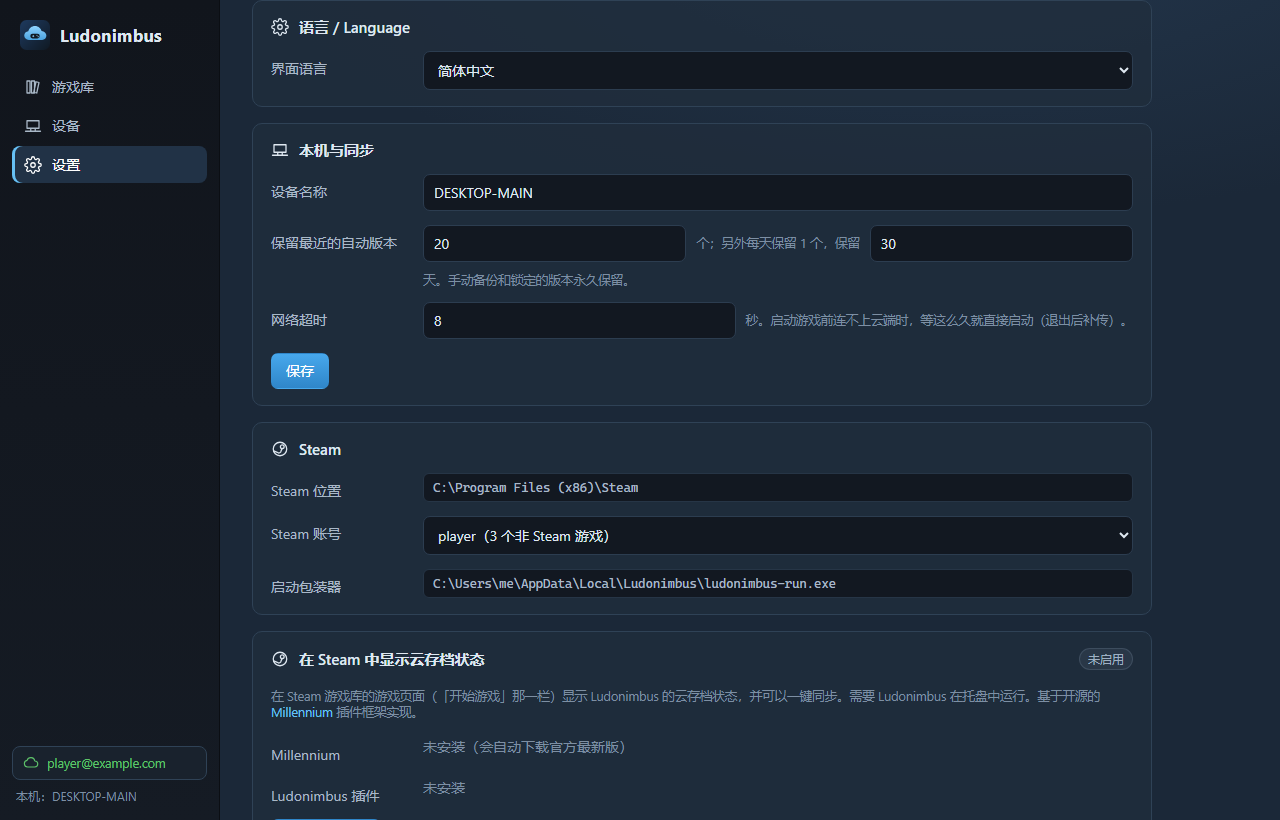 Ludonimbus
游戏库
设备
设置
player@example.com
本机：DESKTOP-MAIN
语言 / Language
界面语言
简体中文
本机与同步
设备名称
DESKTOP-MAIN
保留最近的自动版本
20
个；另外每天保留 1 个，保留
30
天。手动备份和锁定的版本永久保留。
网络超时
8
秒。启动游戏前连不上云端时，等这么久就直接启动（退出后补传）。
保存
Steam
Steam 位置
C:\Program Files (x86)\Steam
Steam 账号
player（3 个非 Steam 游戏）
启动包装器
C:\Users\me\AppData\Local\Ludonimbus\ludonimbus-run.exe
在 Steam 中显示云存档状态
未启用
在 Steam 游戏库的游戏页面（「开始游戏」那一栏）显示 Ludonimbus 的云存档状态，并可以一键同步。需要 Ludonimbus 在托盘中运行。基于开源的
Millennium 插件框架实现。
Millennium
未安装（会自动下载官方最新版）
Ludonimbus 插件
未安装